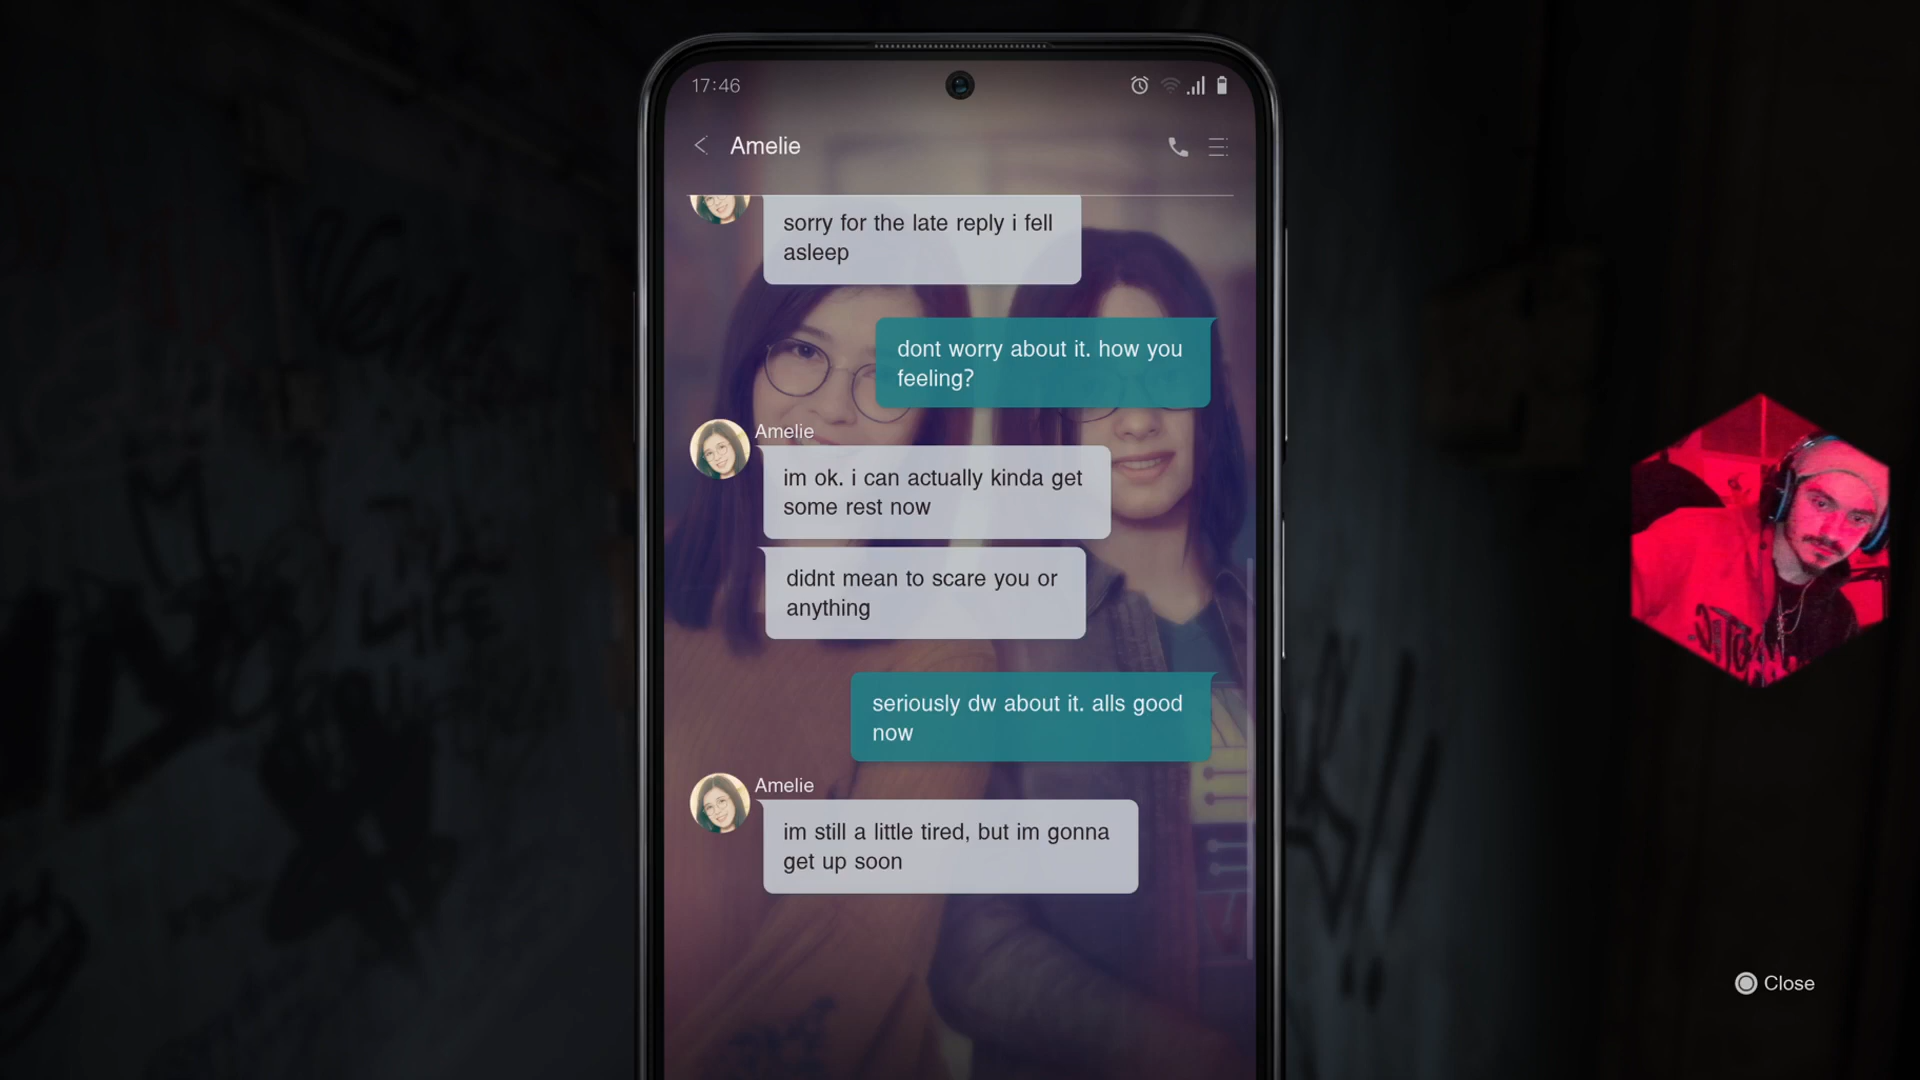 17:46
Amelie
sorry for the late reply i fell
asleep
dont worry about it. how you
feeling?
Amelie
im ok. i can actually kinda get
some rest now
didnt mean to scare you or
anything
seriously dw about it. alls good
now
Amelie
im still a little tired, but im gonna
get up soon
Close